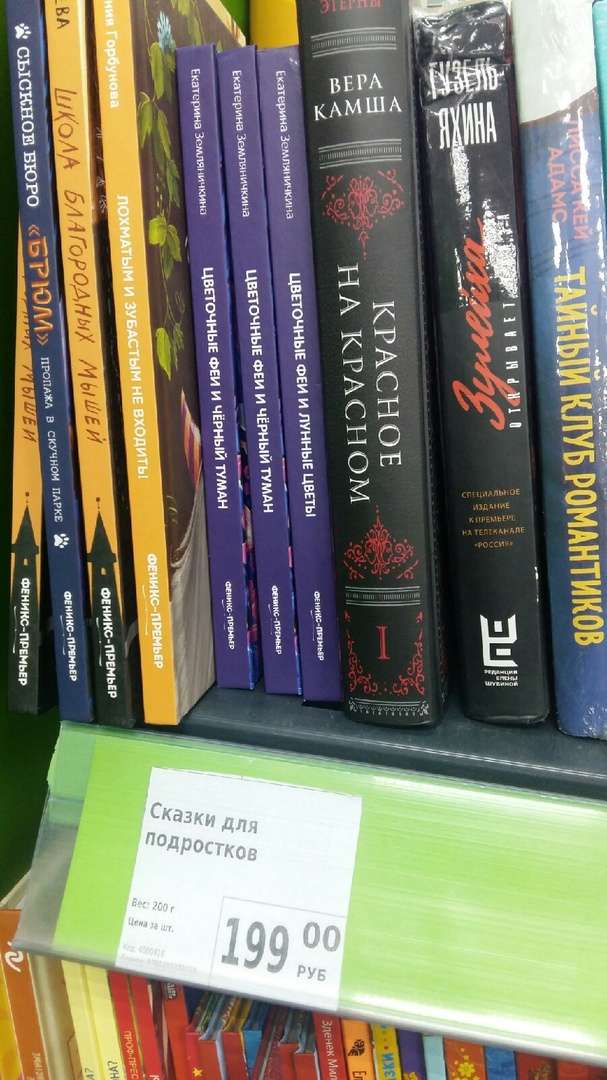 СЫСКНОЕ БЮРО
«БРЮМ»
ПРОПАЖА В СКУЧНОМ ПАРКЕ
ФЕНИКС-ПРЕМЬЕР
МЫШЕЙ
ФЕНИКС-ПРЕМЬЕР
ШКОЛА БЛАГОРОДНЫХ МЫШЕЙ
ФЕНИКС-ПРЕМЬЕР
Горбунова
ЛОХМАТЫМ И ЗУБАСТЫМ НЕ ВХОДИТЬ!
ФЕНИКС-ПРЕМЬЕР
Екатерина Земляничкина
ЦВЕТОЧНЫЕ ФЕИ И ЧЁРНЫЙ ТУМАН
ФЕНИКС-ПРЕМЬЕР
Екатерина Земляничкина
ЦВЕТОЧНЫЕ ФЕИ И ЧЁРНЫЙ ТУМАН
ФЕНИКС-ПРЕМЬЕР
Екатерина Земляничкина
ЦВЕТОЧНЫЕ ФЕИ И ЛУННЫЕ ЦВЕТЫ
ФЕНИКС-ПРЕМЬЕР
ЭТЕРНЫ
ВЕРА
КАМША
КРАСНОЕ
НА КРАСНОМ
I
ГУЗЕЛЬ
ЯХИНА
Зулейха
ОТКРЫВАЕТ
СПЕЦИАЛЬНОЕ
ИЗДАНИЕ
К ПРЕМЬЕРЕ
НА ТЕЛЕКАНАЛЕ
«РОССИЯ»
РЕДАКЦИЯ
ЕЛЕНЫ
ШУБИНОЙ
АДАМС
ТАЙНЫЙ КЛУБ РОМАНТИКОВ
Сказки для
подростков
Вес: 200 г
Цена за шт.
199 00
РУБ
Зденек